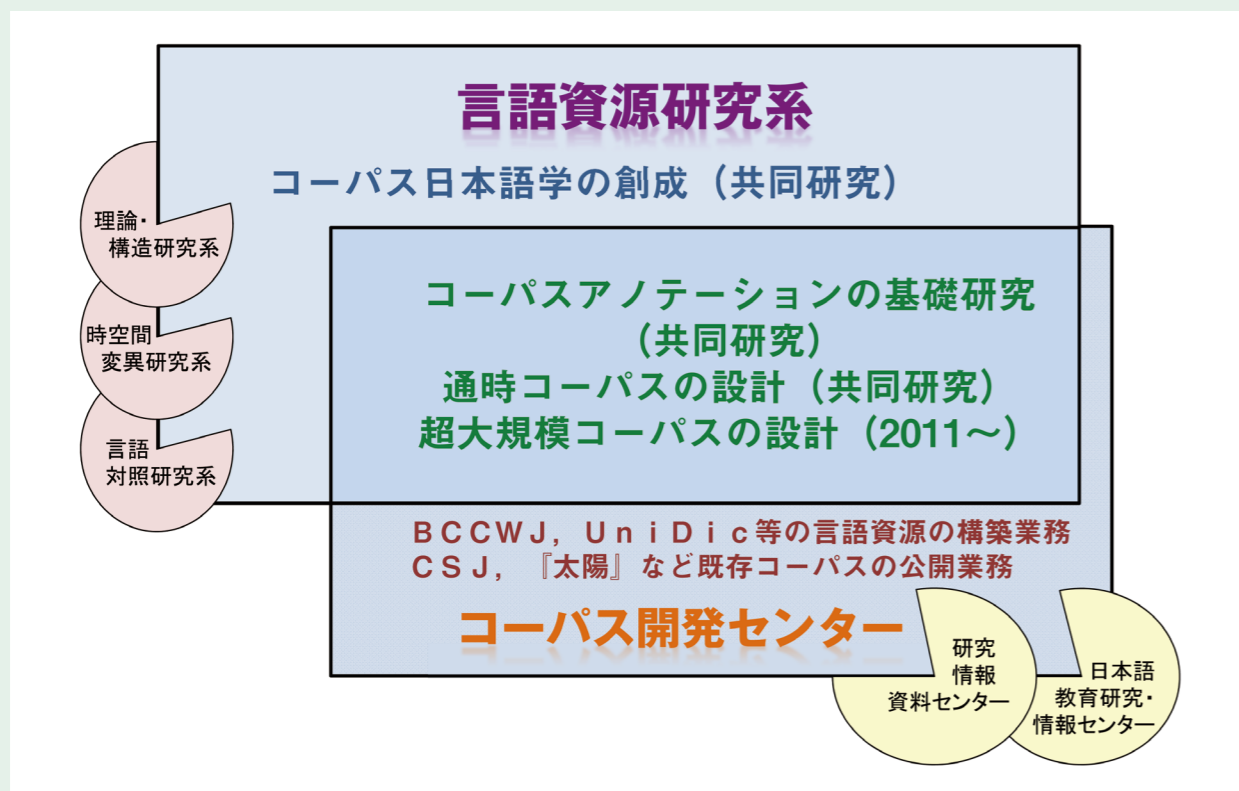 言語資源研究系
コーパス日本語学の創成（共同研究）
理論・
構造研究系
時空間
変異研究系
言語
対照研究系
コーパスアノテーションの基礎研究
（共同研究）
通時コーパスの設計（共同研究）
超大規模コーパスの設計（2011～）
ＢＣＣＷＪ，ＵｎｉＤｉｃ等の言語資源の構築業務
ＣＳＪ，『太陽』など既存コーパスの公開業務
コーパス開発センター
研究
情報
資料センター
日本語
教育研究・
情報センター